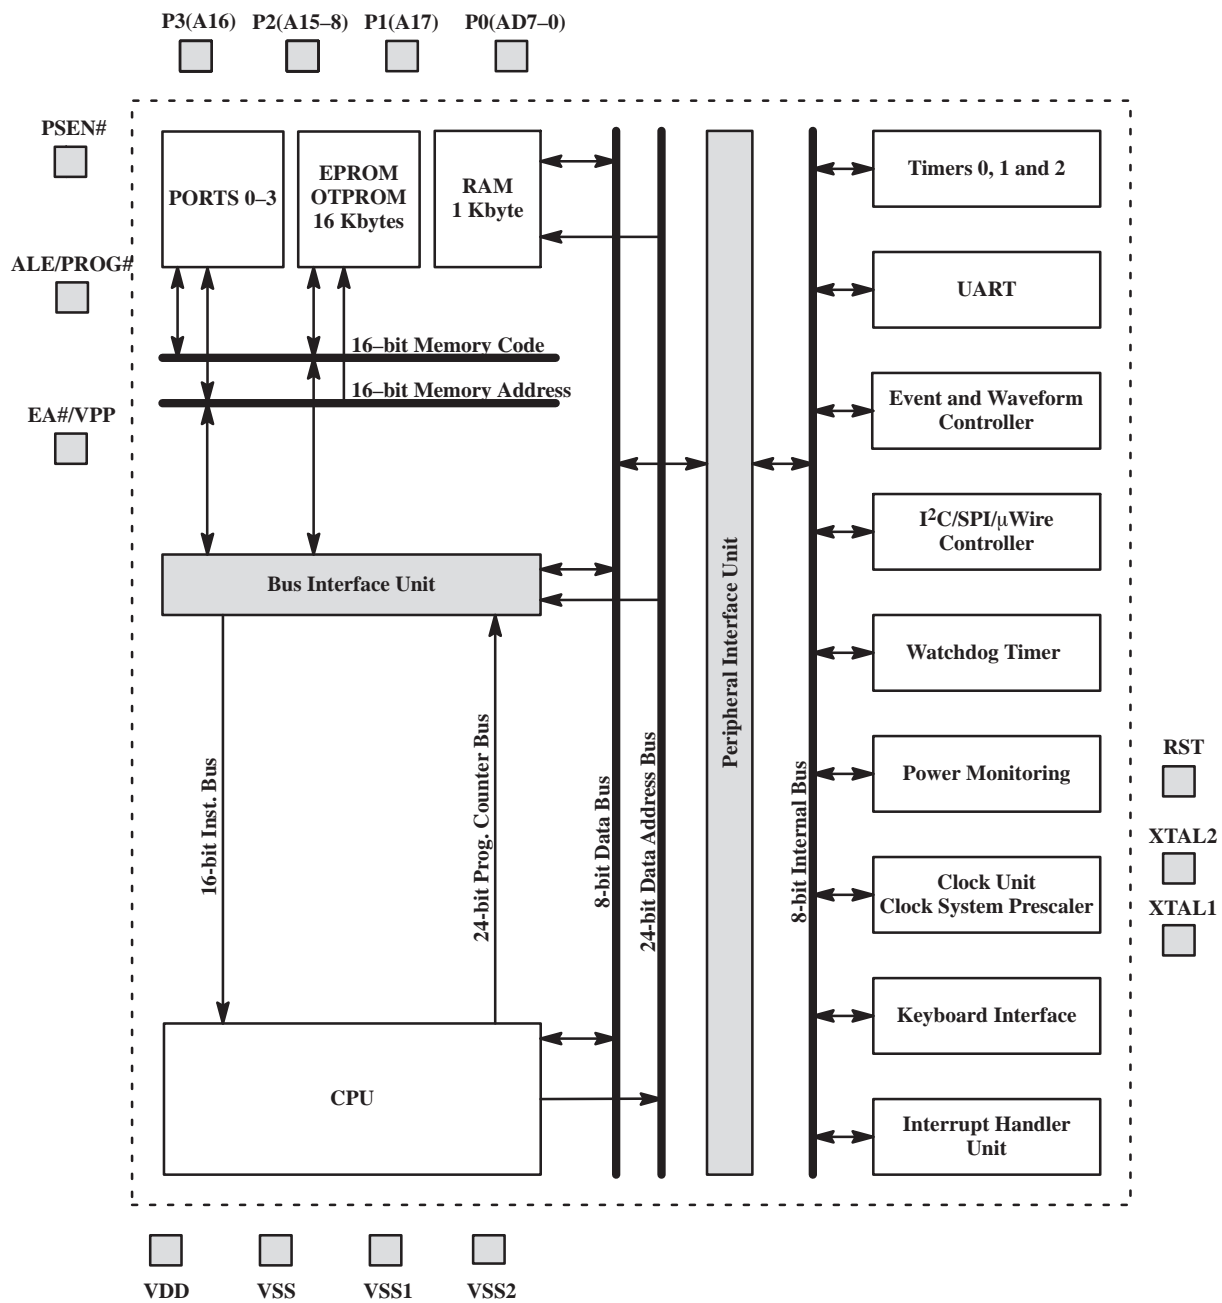 P3(A16) P2(A15–8) P1(A17) P0(AD7–0)
PSEN#
ALE/PROG#
EA#/VPP
PORTS 0–3
EPROM
OTPROM
16 Kbytes
RAM
1 Kbyte
16–bit Memory Code
16–bit Memory Address
Bus Interface Unit
16-bit Inst. Bus
24-bit Prog. Counter Bus
8-bit Data Bus
24-bit Data Address Bus
Peripheral Interface Unit
8-bit Internal Bus
CPU
Timers 0, 1 and 2
UART
Event and Waveform
Controller
I²C/SPI/μWire
Controller
Watchdog Timer
Power Monitoring
Clock Unit
Clock System Prescaler
Keyboard Interface
Interrupt Handler
Unit
RST
XTAL2
XTAL1
VDD VSS VSS1 VSS2